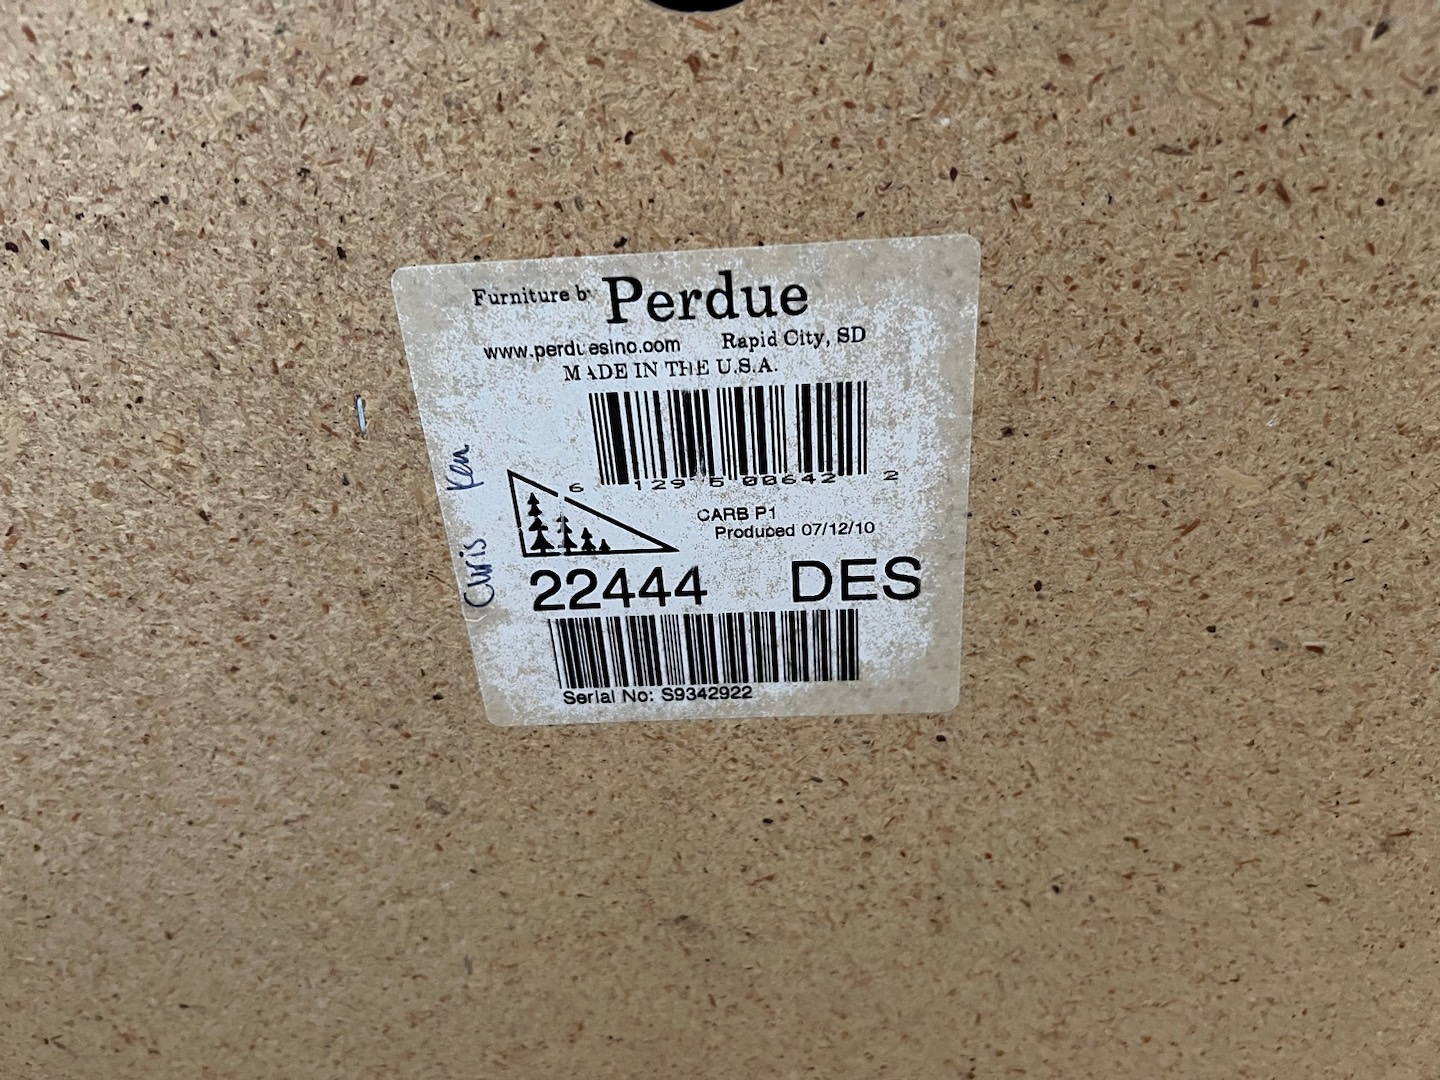 Furniture by Perdue
www.perduesinc.com Rapid City, SD
MADE IN THE U.S.A.
6 129 5 00642 2
CARB P1
Produced 07/12/10
22444 DES
Serial No: S9342922
Chris Ken